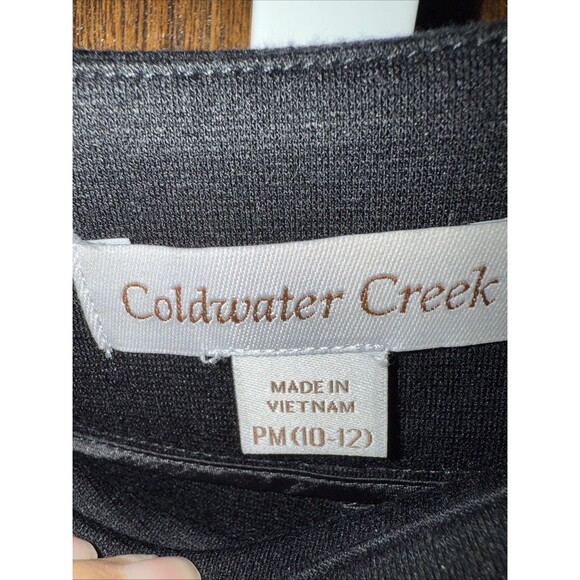 Coldwater Creek
MADE IN
VIETNAM
PM(10-12)